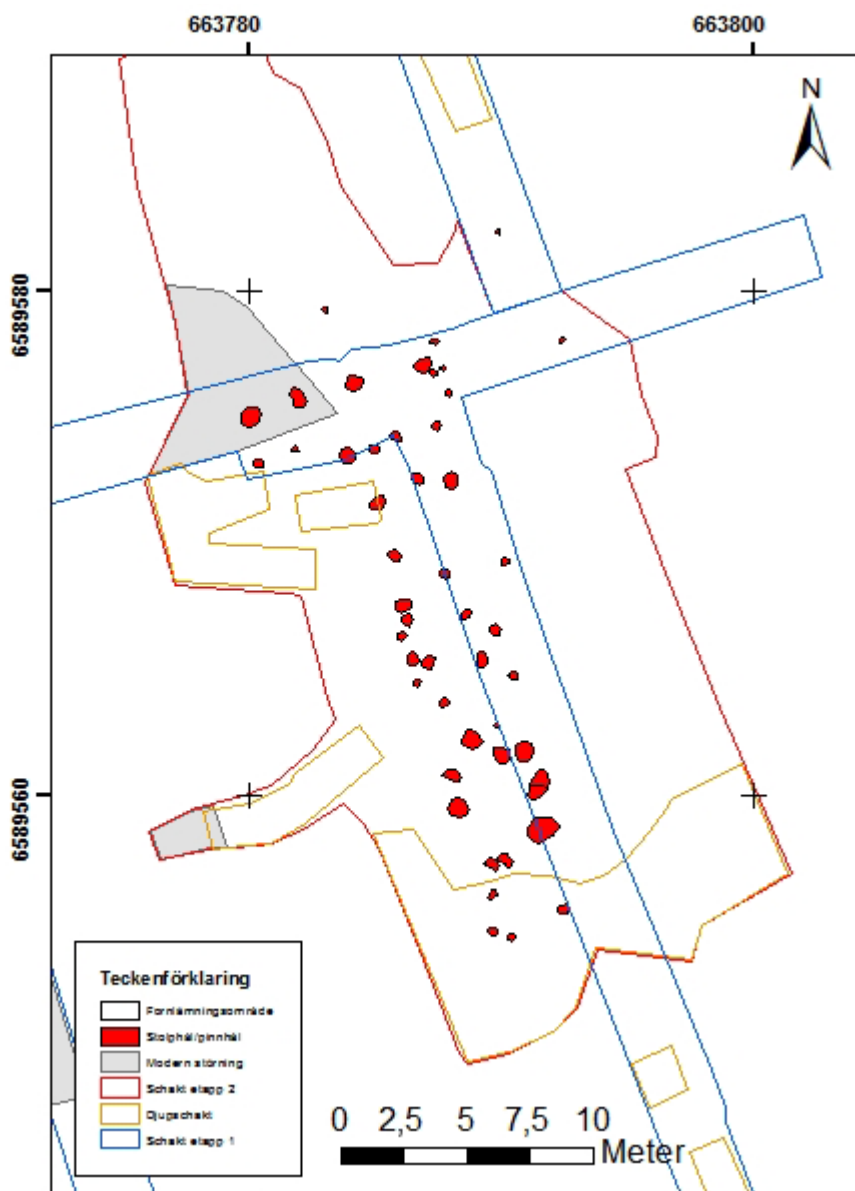 663780 663800
N
6589580
6589560
Teckenförklaring
Fornlämningsområde
Stolphål/pinnhål
Modern störning
Schakt etapp 2
Djupschakt
Schakt etapp 1
0 2,5 5 7,5 10
Meter